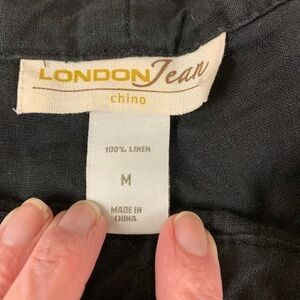 LONDON Jean
chino
100% LINEN
M
MADE IN
CHINA